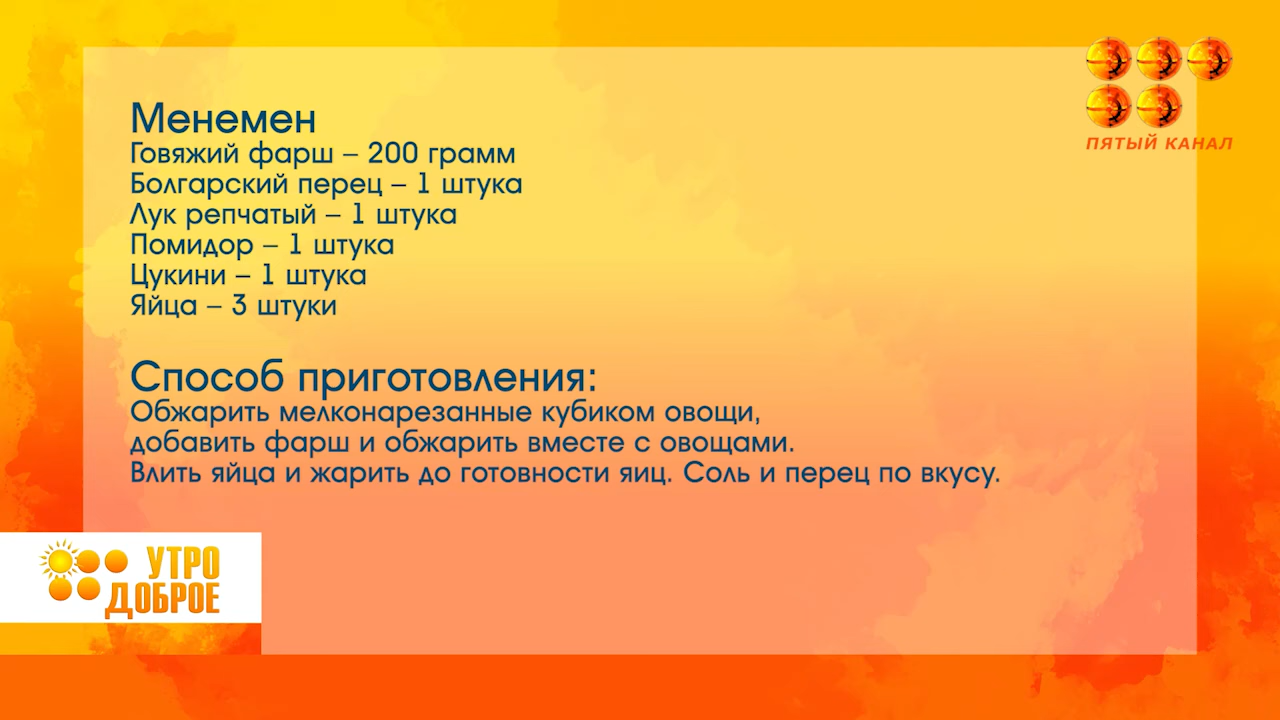 Менемен
Говяжий фарш – 200 грамм
Болгарский перец – 1 штука
Лук репчатый – 1 штука
Помидор – 1 штука
Цукини – 1 штука
Яйца – 3 штуки
Способ приготовления:
Обжарить мелконарезанные кубиком овощи,
добавить фарш и обжарить вместе с овощами.
Влить яйца и жарить до готовности яиц. Соль и перец по вкусу.
ПЯТЫЙ КАНАЛ
УТРО
ДОБРОЕ